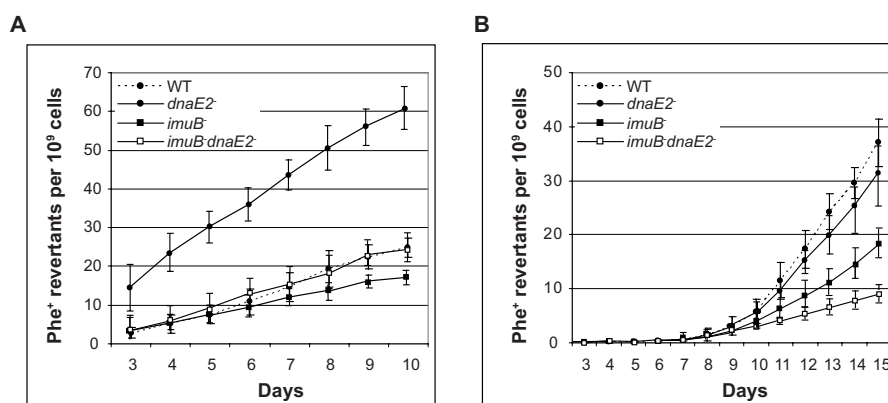 A
Phe⁺ revertants per 10⁹ cells
70
60
50
40
30
20
10
0
WT
dnaE2⁻
imuB⁻
imuB⁻dnaE2⁻
3 4 5 6 7 8 9 10
Days
B
Phe⁺ revertants per 10⁹ cells
50
40
30
20
10
0
WT
dnaE2⁻
imuB⁻
imuB⁻dnaE2⁻
3 4 5 6 7 8 9 10 11 12 13 14 15
Days